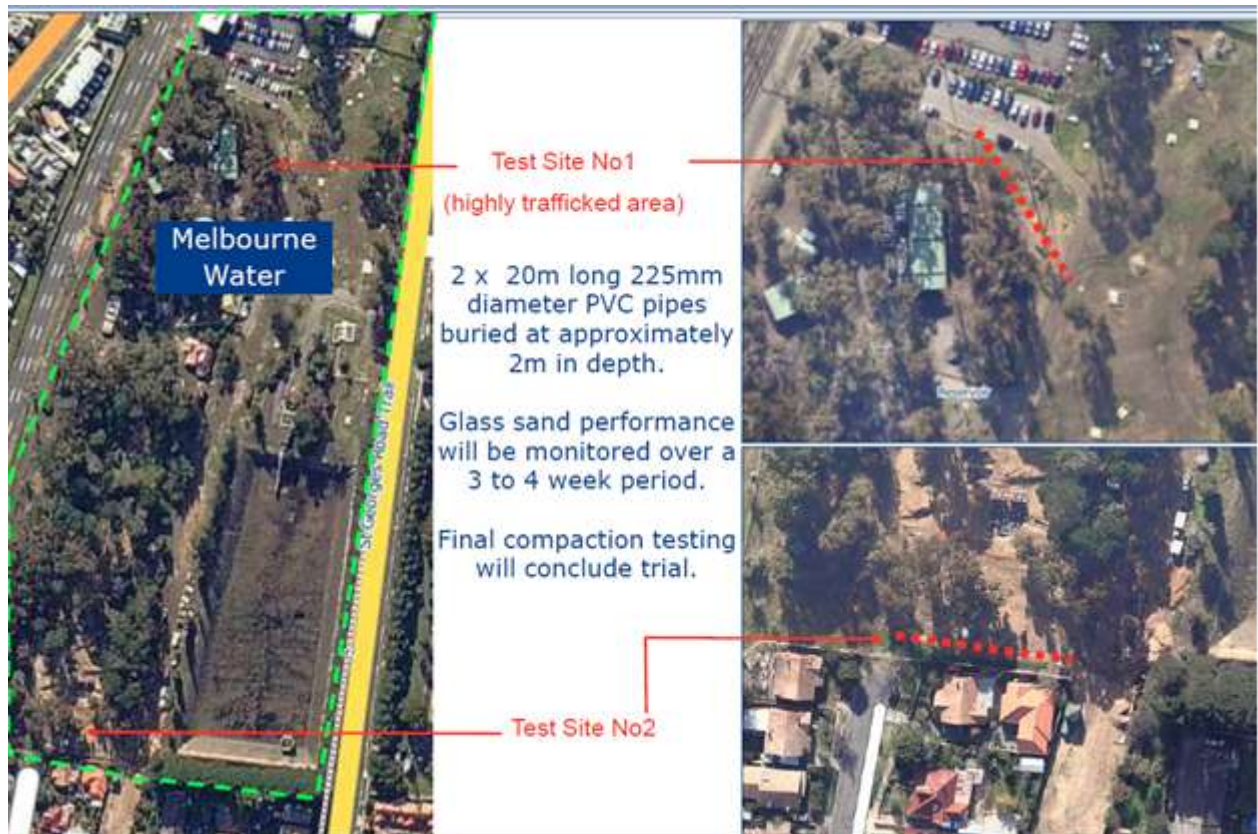 Test Site No1
(highly trafficked area)
Melbourne
Water
2 x 20m long 225mm
diameter PVC pipes
buried at approximately
2m in depth.
Glass sand performance
will be monitored over a
3 to 4 week period.
Final compaction testing
will conclude trial.
St Georges Road Trail
Reservoir
Test Site No2